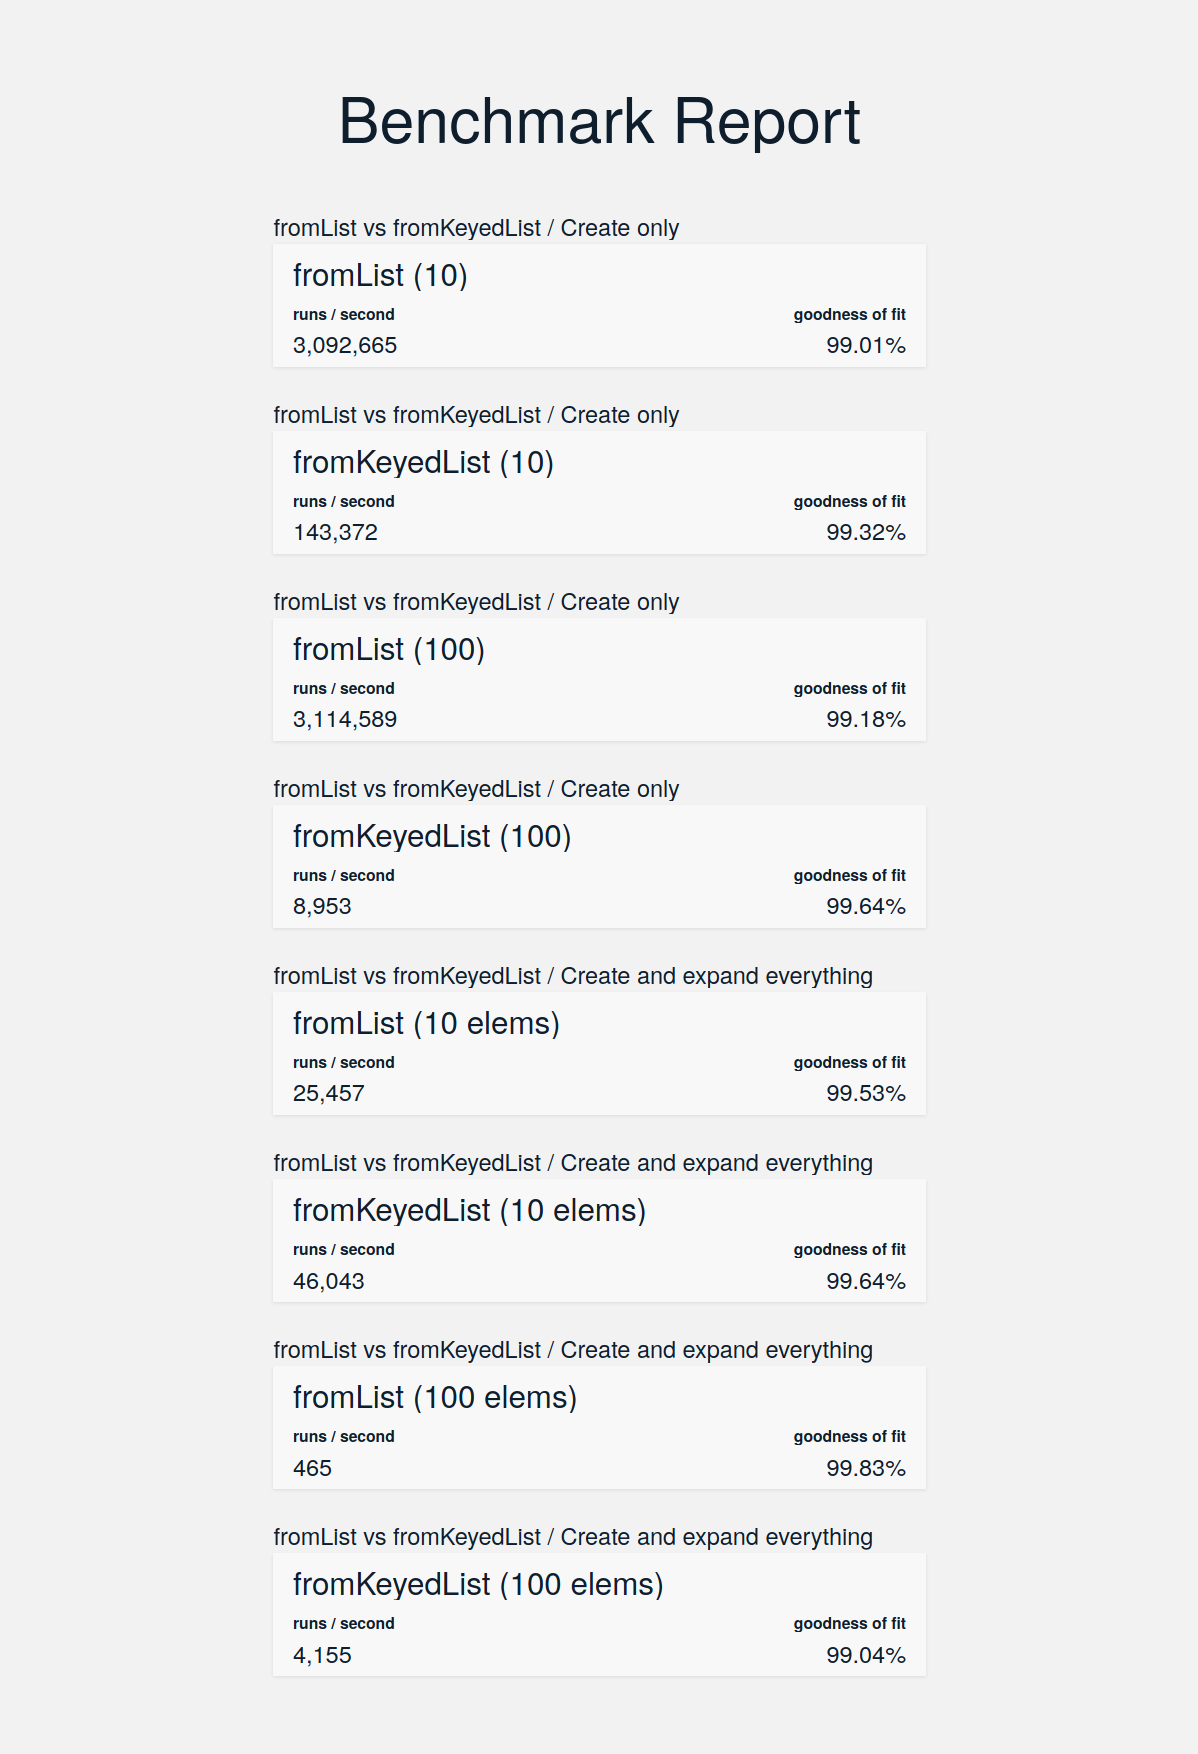 Benchmark Report
fromList vs fromKeyedList / Create only
fromList (10)
runs / second goodness of fit
3,092,665 99.01%
fromList vs fromKeyedList / Create only
fromKeyedList (10)
runs / second goodness of fit
143,372 99.32%
fromList vs fromKeyedList / Create only
fromList (100)
runs / second goodness of fit
3,114,589 99.18%
fromList vs fromKeyedList / Create only
fromKeyedList (100)
runs / second goodness of fit
8,953 99.64%
fromList vs fromKeyedList / Create and expand everything
fromList (10 elems)
runs / second goodness of fit
25,457 99.53%
fromList vs fromKeyedList / Create and expand everything
fromKeyedList (10 elems)
runs / second goodness of fit
46,043 99.64%
fromList vs fromKeyedList / Create and expand everything
fromList (100 elems)
runs / second goodness of fit
465 99.83%
fromList vs fromKeyedList / Create and expand everything
fromKeyedList (100 elems)
runs / second goodness of fit
4,155 99.04%